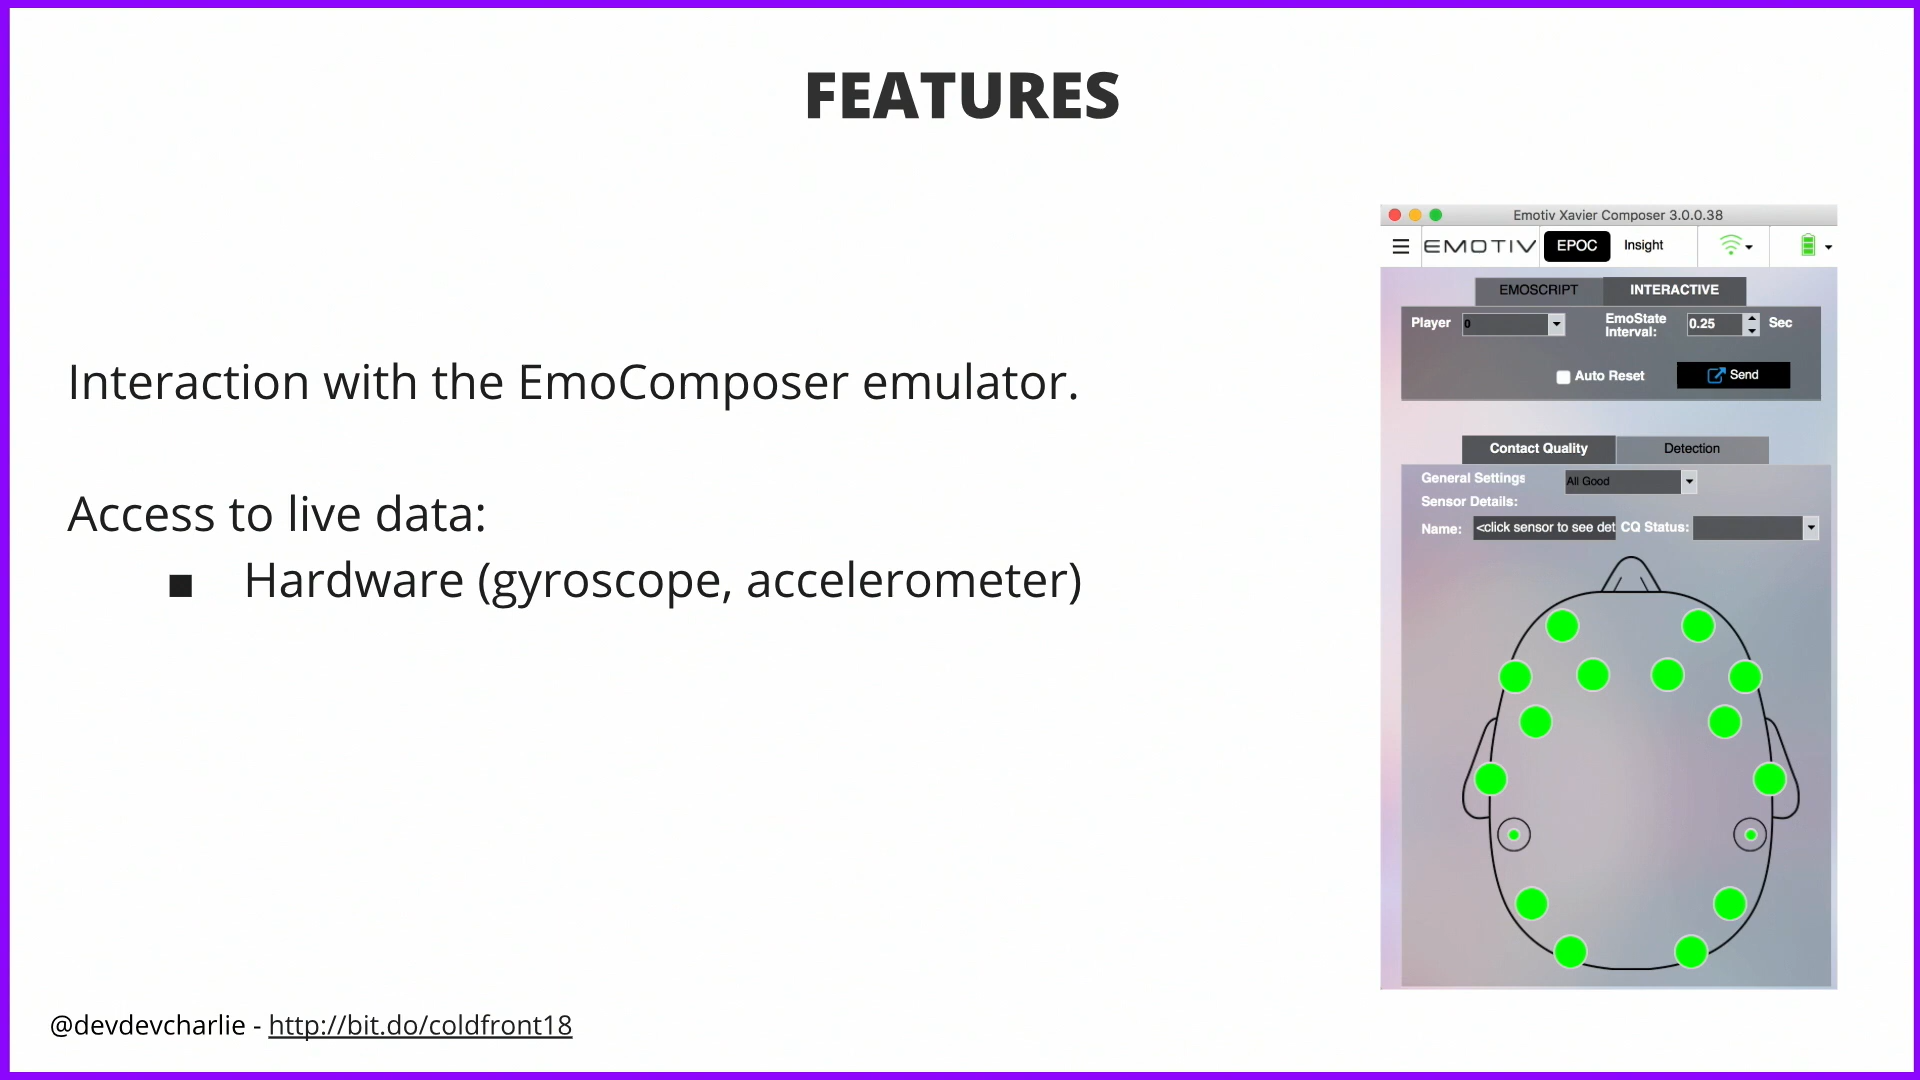 FEATURES
Interaction with the EmoComposer emulator.
Access to live data:
■ Hardware (gyroscope, accelerometer)
@devdevcharlie - http://bit.do/coldfront18
Emotiv Xavier Composer 3.0.0.38
EMOTIV EPOC Insight
EMOSCRIPT INTERACTIVE
Player 0 EmoState Interval: 0.25 Sec
Auto Reset Send
Contact Quality Detection
General Settings All Good
Sensor Details:
Name: <click sensor to see det CQ Status: